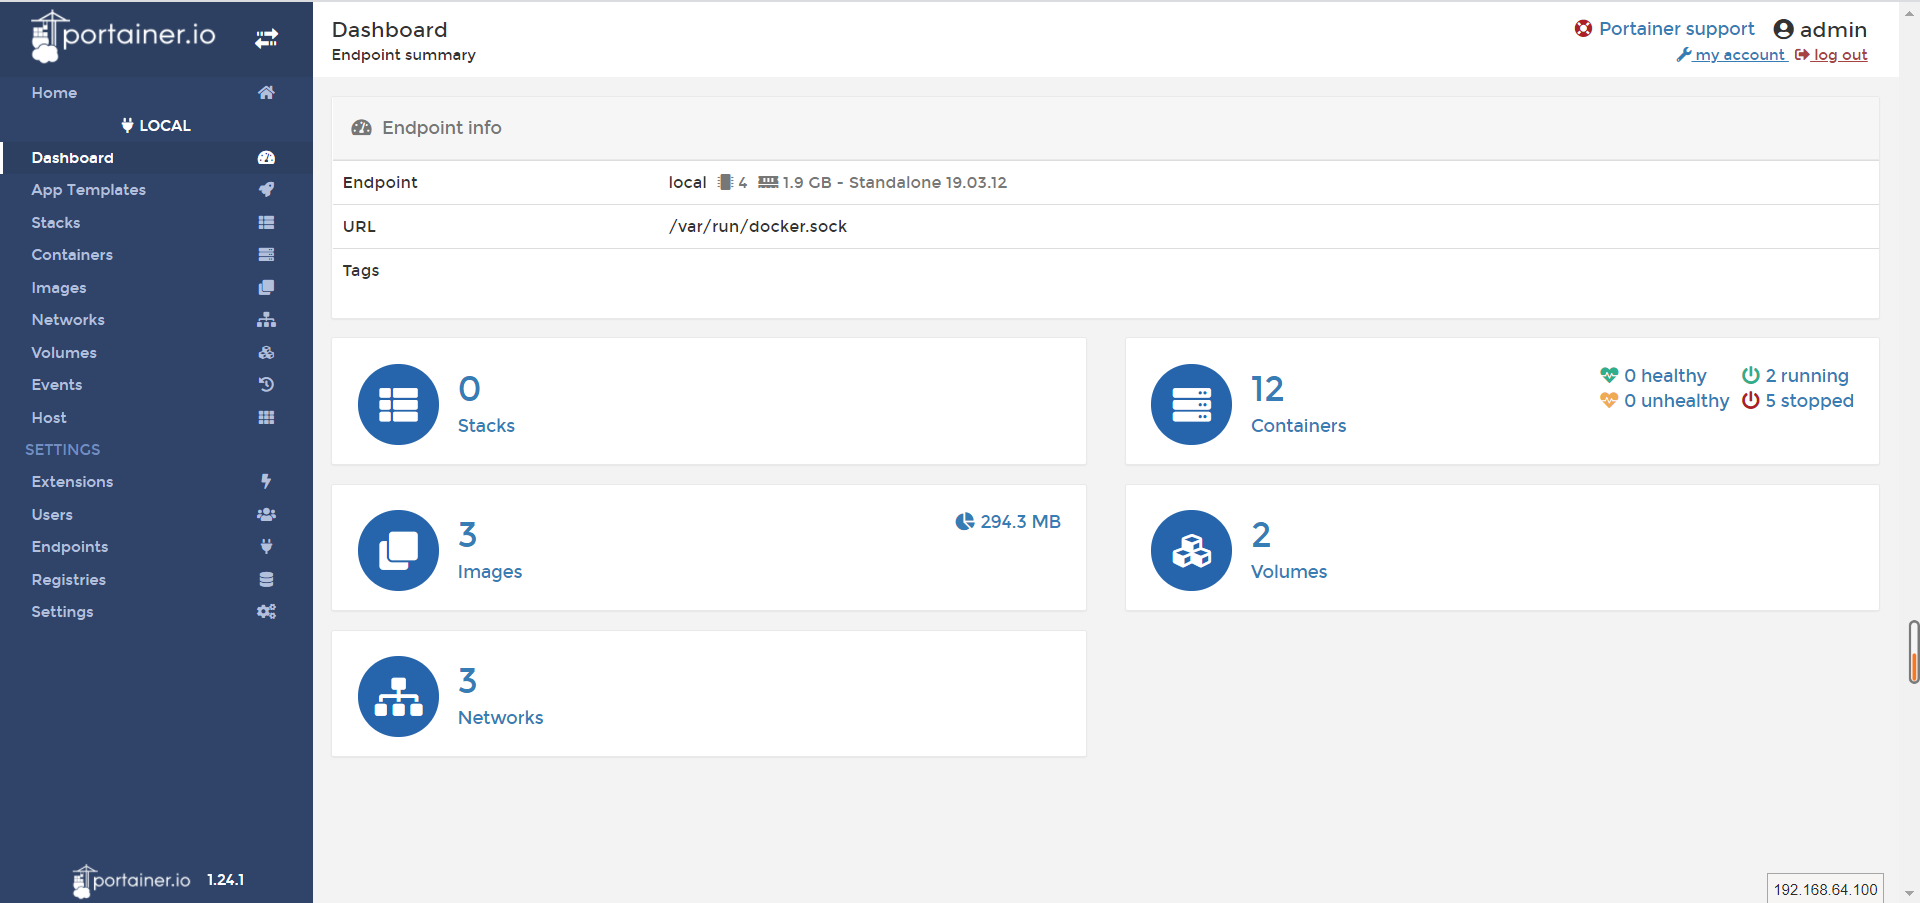 portainer.io
Home
LOCAL
Dashboard
App Templates
Stacks
Containers
Images
Networks
Volumes
Events
Host
SETTINGS
Extensions
Users
Endpoints
Registries
Settings
portainer.io 1.24.1
Dashboard
Endpoint summary
Portainer support admin
my account log out
Endpoint info
Endpoint local 4 1.9 GB - Standalone 19.03.12
URL /var/run/docker.sock
Tags
0
Stacks
12
Containers
0 healthy 2 running
0 unhealthy 5 stopped
3
Images
294.3 MB
2
Volumes
3
Networks
192.168.64.100